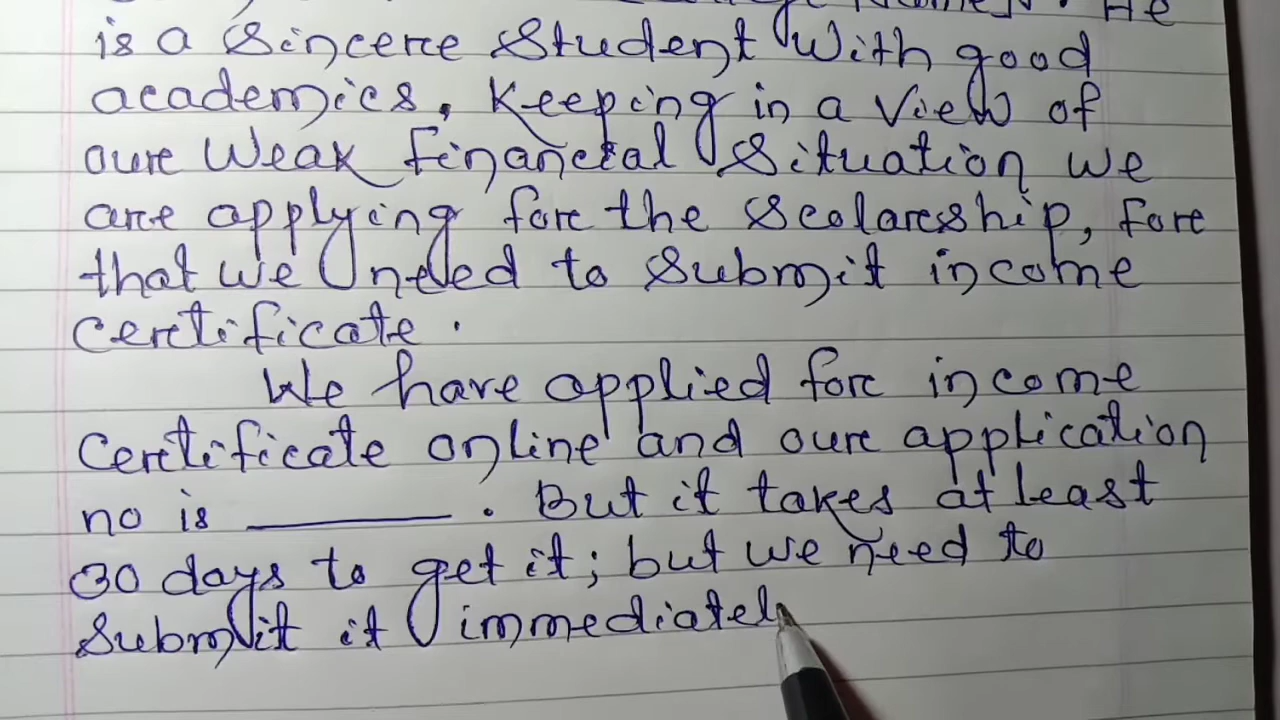 He
is a Sincere Student With good
academics. Keeping in a View of
our Weak financial Situation we
are applying for the Scolarship, For
that we need to Submit income
certificate.
We have applied for income
Certificate online and our application
no is ______. But it takes at least
30 days to get it; but we need to
Submit it immediatel